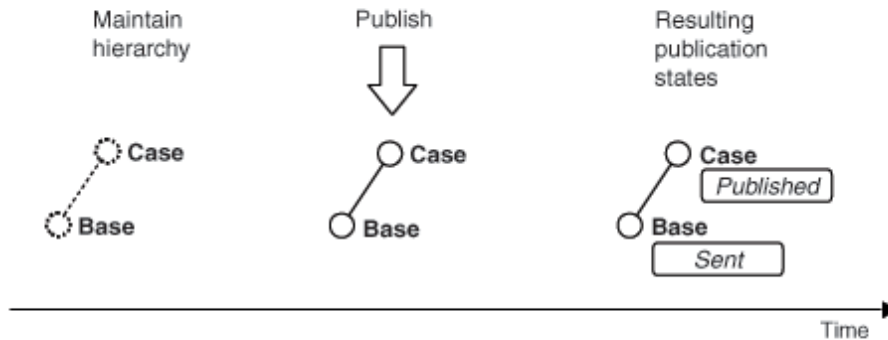 Maintain
hierarchy
Publish
Resulting
publication
states
Case
Base
Case
Base
Case
Published
Base
Sent
Time